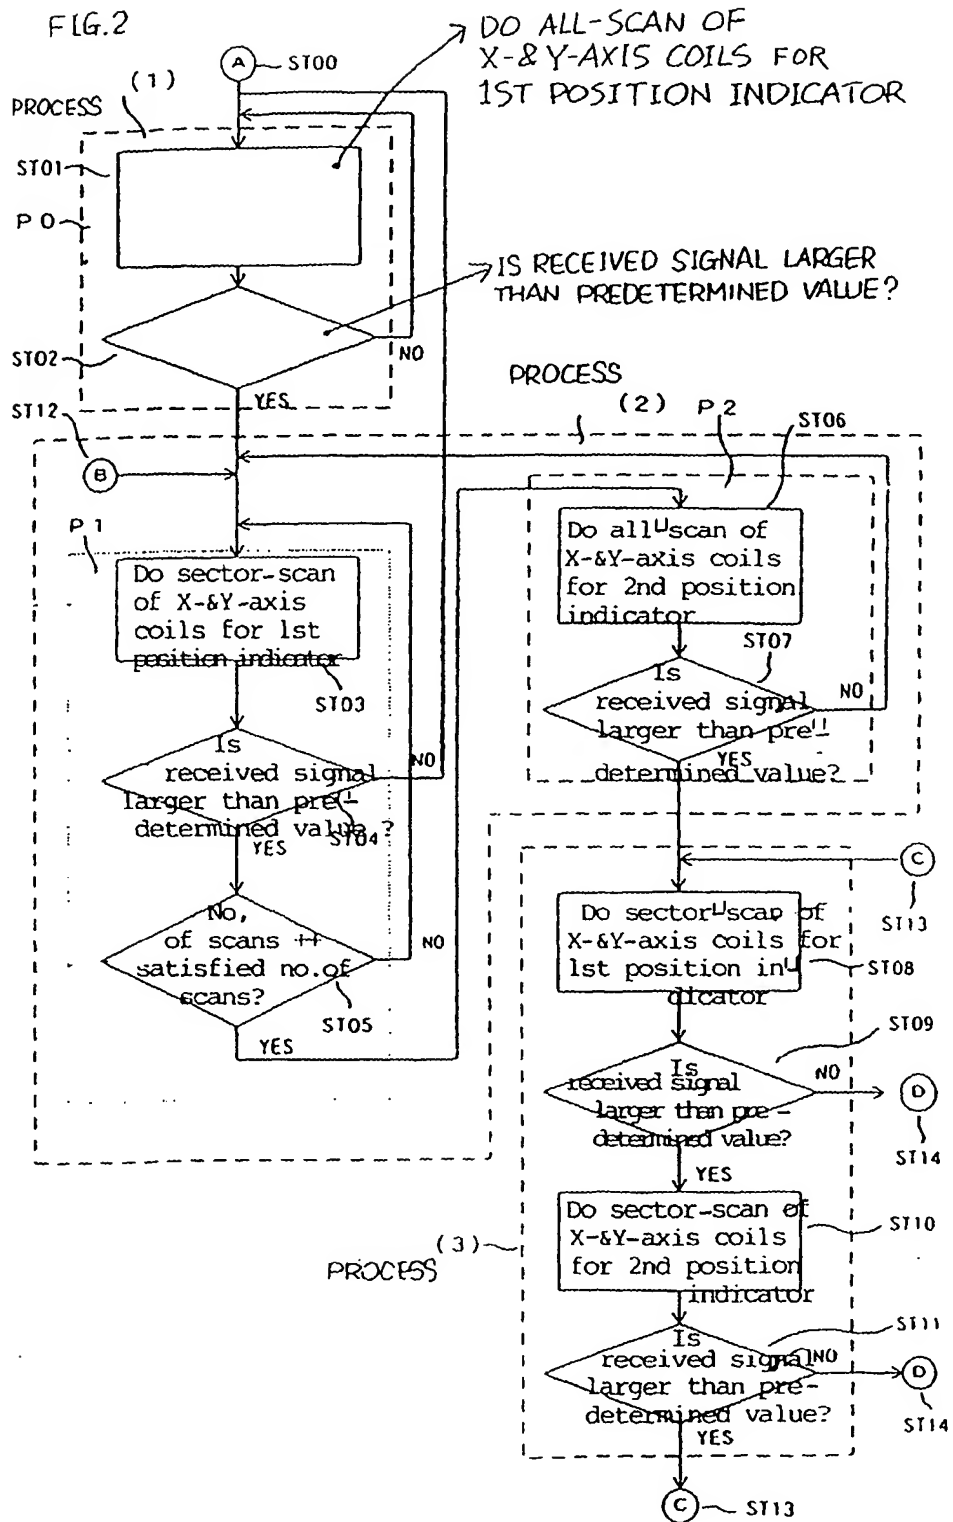 FIG.2
A
ST00
DO ALL-SCAN OF
X-&Y-AXIS COILS FOR
1ST POSITION INDICATOR
(1)
PROCESS
ST01
P0
IS RECEIVED SIGNAL LARGER
THAN PREDETERMINED VALUE?
ST02
NO
YES
ST12
B
PROCESS
(2)
P2
ST06
Do all-scan of
X-&Y-axis coils
for 2nd position
indicator
ST07
Is
received signal
larger than pre-
determined value?
NO
YES
P1
Do sector-scan
of X-&Y-axis
coils for 1st
position indicator
ST03
Is
received signal
larger than pre-
determined value?
ST04
NO
YES
No,
of scans
satisfied no.of
scans?
ST05
NO
YES
C
ST13
Do sector-scan of
X-&Y-axis coils for
1st position in-
dicator
ST08
ST09
Is
received signal
larger than pre-
determined value?
NO
D
ST14
YES
Do sector-scan of
X-&Y-axis coils
for 2nd position
indicator
ST10
(3)
PROCESS
ST11
Is
received signal
larger than pre-
determined value?
NO
D
ST14
YES
C
ST13